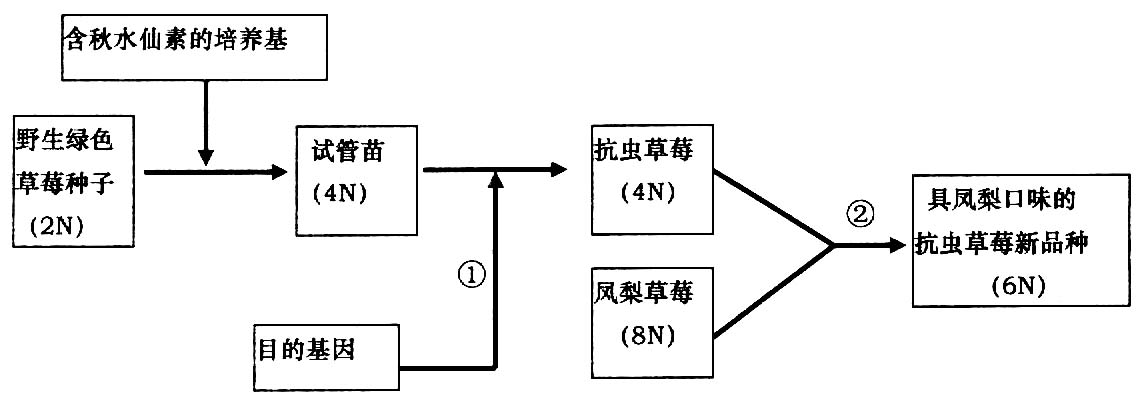 含秋水仙素的培养基
野生绿色
草莓种子
(2N)
试管苗
(4N)
①
目的基因
抗虫草莓
(4N)
凤梨草莓
(8N)
②
具凤梨口味的
抗虫草莓新品种
(6N)